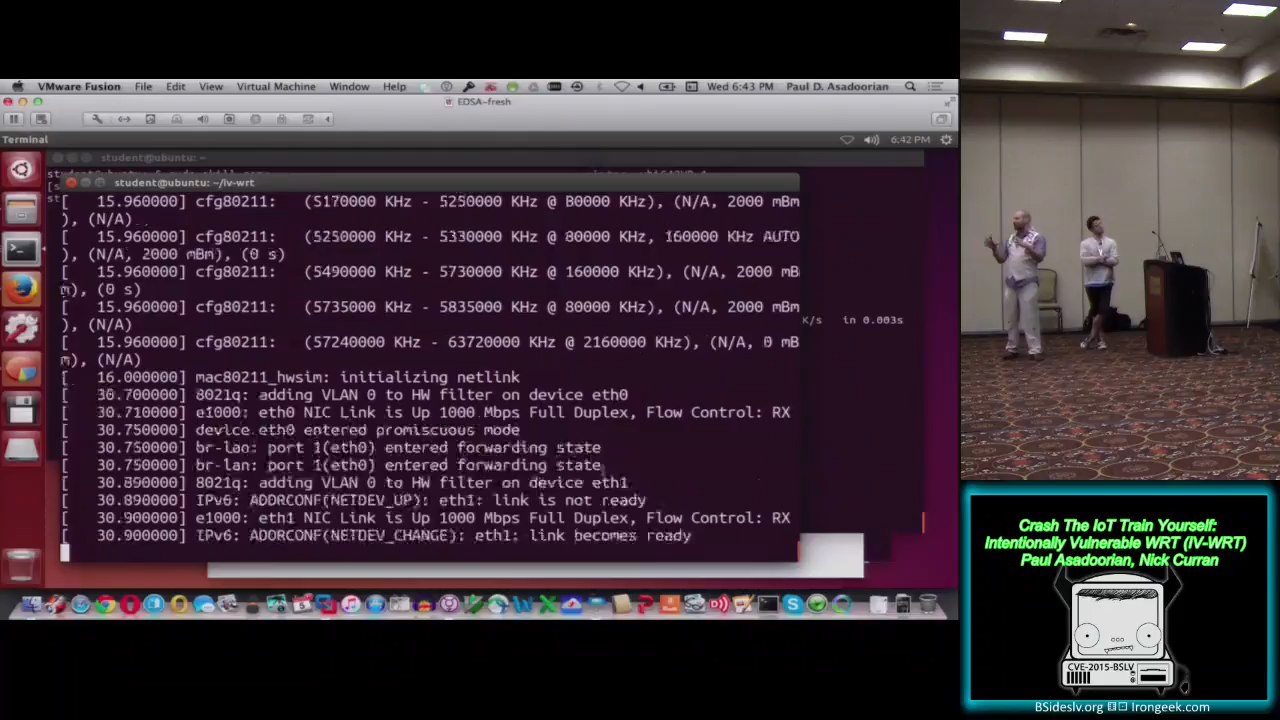 VMware Fusion File Edit View Virtual Machine Window Help Wed 6:43 PM Paul D. Asadoorian
EDSA-fresh
Terminal 6:42 PM
student@ubuntu: ~
student@ubuntu: ~/iv-wrt
[ 15.960000] cfg80211: (5170000 KHz - 5250000 KHz @ 80000 KHz), (N/A, 2000 mBm
), (N/A)
[ 15.960000] cfg80211: (5250000 KHz - 5330000 KHz @ 80000 KHz, 160000 KHz AUTO
), (N/A, 2000 mBm), (0 s)
[ 15.960000] cfg80211: (5490000 KHz - 5730000 KHz @ 160000 KHz), (N/A, 2000 mB
m), (0 s)
[ 15.960000] cfg80211: (5735000 KHz - 5835000 KHz @ 80000 KHz), (N/A, 2000 mBm
), (N/A)
K/s in 0.003s
[ 15.960000] cfg80211: (57240000 KHz - 63720000 KHz @ 2160000 KHz), (N/A, 0 mB
m), (N/A)
[ 16.000000] mac80211_hwsim: initializing netlink
[ 30.700000] 8021q: adding VLAN 0 to HW filter on device eth0
[ 30.710000] e1000: eth0 NIC Link is Up 1000 Mbps Full Duplex, Flow Control: RX
[ 30.750000] device eth0 entered promiscuous mode
[ 30.750000] br-lan: port 1(eth0) entered forwarding state
[ 30.750000] br-lan: port 1(eth0) entered forwarding state
[ 30.890000] 8021q: adding VLAN 0 to HW filter on device eth1
[ 30.890000] IPv6: ADDRCONF(NETDEV_UP): eth1: link is not ready
[ 30.900000] e1000: eth1 NIC Link is Up 1000 Mbps Full Duplex, Flow Control: RX
[ 30.900000] IPv6: ADDRCONF(NETDEV_CHANGE): eth1: link becomes ready
Crash The IoT Train Yourself:
Intentionally Vulnerable WRT (IV-WRT)
Paul Asadoorian, Nick Curran
CVE-2015-BSLV
BSideslv.org Irongeek.com